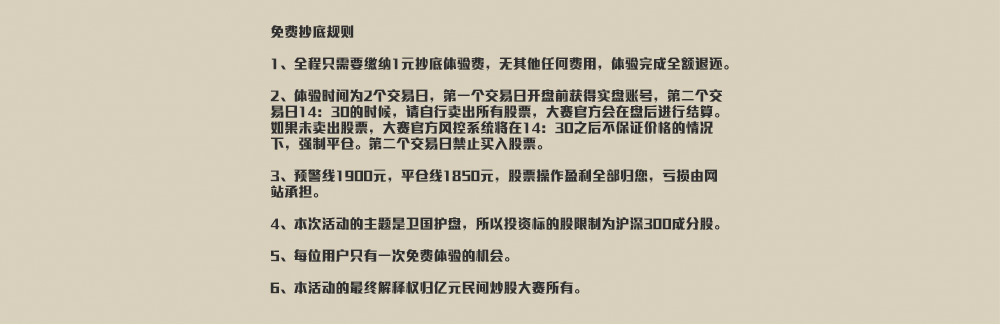 免费抄底规则
1、全程只需要缴纳1元抄底体验费，无其他任何费用，体验完成全额退还。
2、体验时间为2个交易日，第一个交易日开盘前获得实盘账号，第二个交
易日14：30的时候，请自行卖出所有股票，大赛官方会在盘后进行结算。
如果未卖出股票，大赛官方风控系统将在14：30之后不保证价格的情况
下，强制平仓。第二个交易日禁止买入股票。
3、预警线1900元，平仓线1850元，股票操作盈利全部归您，亏损由网
站承担。
4、本次活动的主题是卫国护盘，所以投资标的股限制为沪深300成分股。
5、每位用户只有一次免费体验的机会。
6、本活动的最终解释权归亿元民间炒股大赛所有。